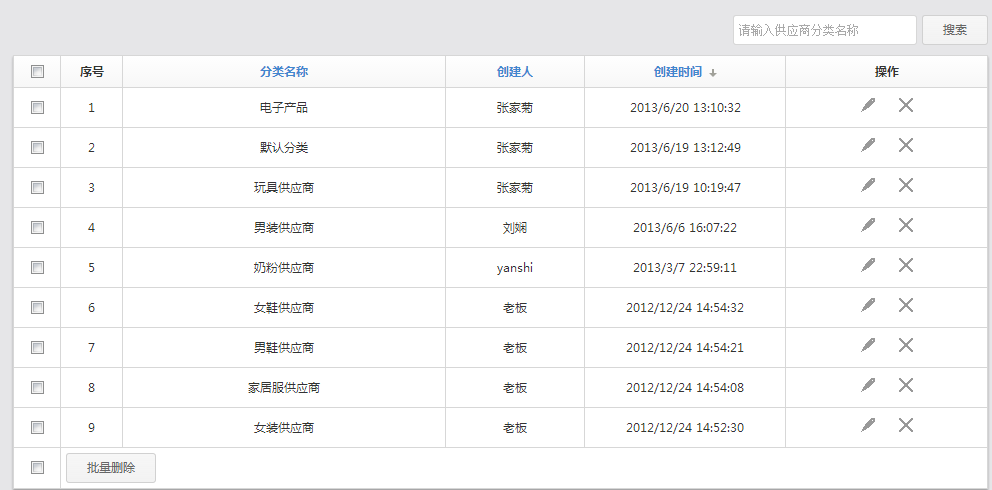 请输入供应商分类名称 搜索
序号 分类名称 创建人 创建时间 操作
1 电子产品 张家菊 2013/6/20 13:10:32
2 默认分类 张家菊 2013/6/19 13:12:49
3 玩具供应商 张家菊 2013/6/19 10:19:47
4 男装供应商 刘娴 2013/6/6 16:07:22
5 奶粉供应商 yanshi 2013/3/7 22:59:11
6 女鞋供应商 老板 2012/12/24 14:54:32
7 男鞋供应商 老板 2012/12/24 14:54:21
8 家居服供应商 老板 2012/12/24 14:54:08
9 女装供应商 老板 2012/12/24 14:52:30
批量删除